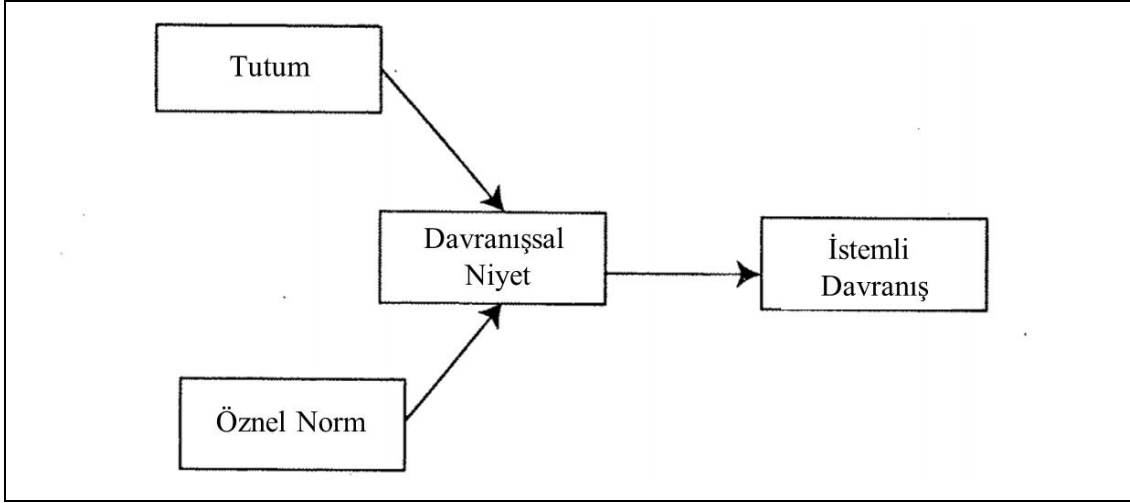 Tutum
Davranışsal
Niyet
İstemli
Davranış
Öznel Norm